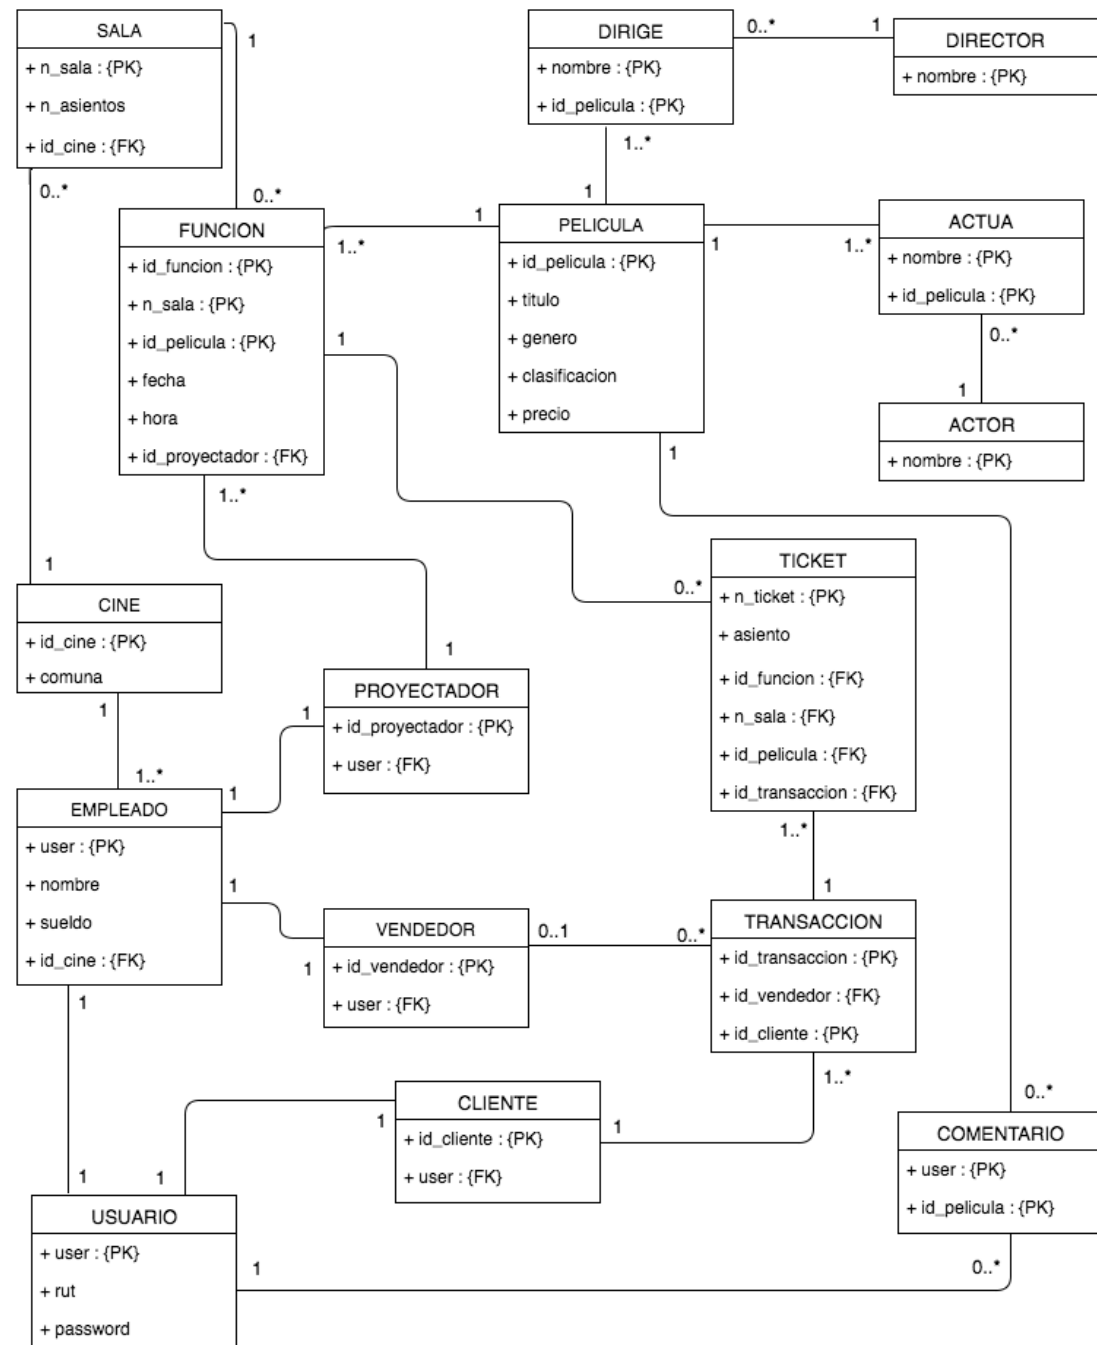 SALA
+ n_sala : {PK}
+ n_asientos
+ id_cine : {FK}
1
0..*
0..*
DIRIGE
+ nombre : {PK}
+ id_pelicula : {PK}
0..*
1
1..*
1
DIRECTOR
+ nombre : {PK}
FUNCION
+ id_funcion : {PK}
+ n_sala : {PK}
+ id_pelicula : {PK}
+ fecha
+ hora
+ id_proyectador : {FK}
1..*
1
1
1..*
PELICULA
+ id_pelicula : {PK}
+ titulo
+ genero
+ clasificacion
+ precio
1
1..*
1
ACTUA
+ nombre : {PK}
+ id_pelicula : {PK}
0..*
1
ACTOR
+ nombre : {PK}
TICKET
+ n_ticket : {PK}
+ asiento
+ id_funcion : {FK}
+ n_sala : {FK}
+ id_pelicula : {FK}
+ id_transaccion : {FK}
0..*
1..*
1
1
CINE
+ id_cine : {PK}
+ comuna
1
1..*
1
PROYECTADOR
+ id_proyectador : {PK}
+ user : {FK}
1
1
EMPLEADO
+ user : {PK}
+ nombre
+ sueldo
+ id_cine : {FK}
1
1
1
VENDEDOR
+ id_vendedor : {PK}
+ user : {FK}
0..1
0..*
TRANSACCION
+ id_transaccion : {PK}
+ id_vendedor : {FK}
+ id_cliente : {PK}
1..*
CLIENTE
+ id_cliente : {PK}
+ user : {FK}
1
1
0..*
COMENTARIO
+ user : {PK}
+ id_pelicula : {PK}
0..*
1
1
1
USUARIO
+ user : {PK}
+ rut
+ password